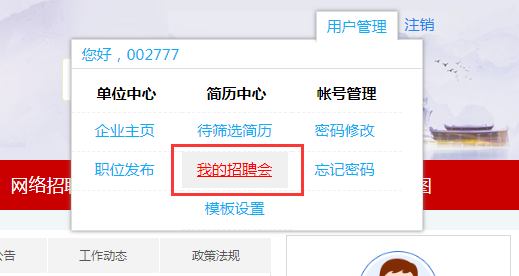 用户管理 注销
您好，002777
单位中心 简历中心 帐号管理
企业主页 待筛选简历 密码修改
职位发布 我的招聘会 忘记密码
模板设置
网络招聘 图
公告 工作动态 政策法规